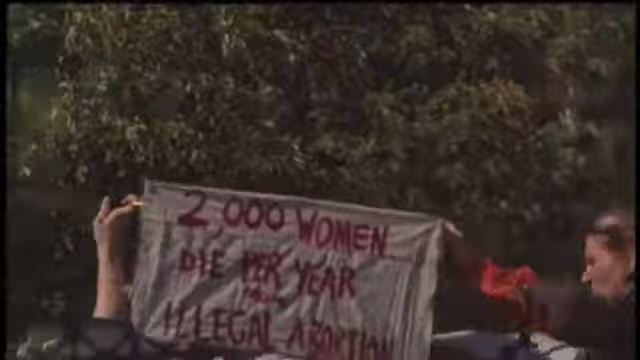 2,000 WOMEN
DIE PER YEAR
ILLEGAL ABORTION